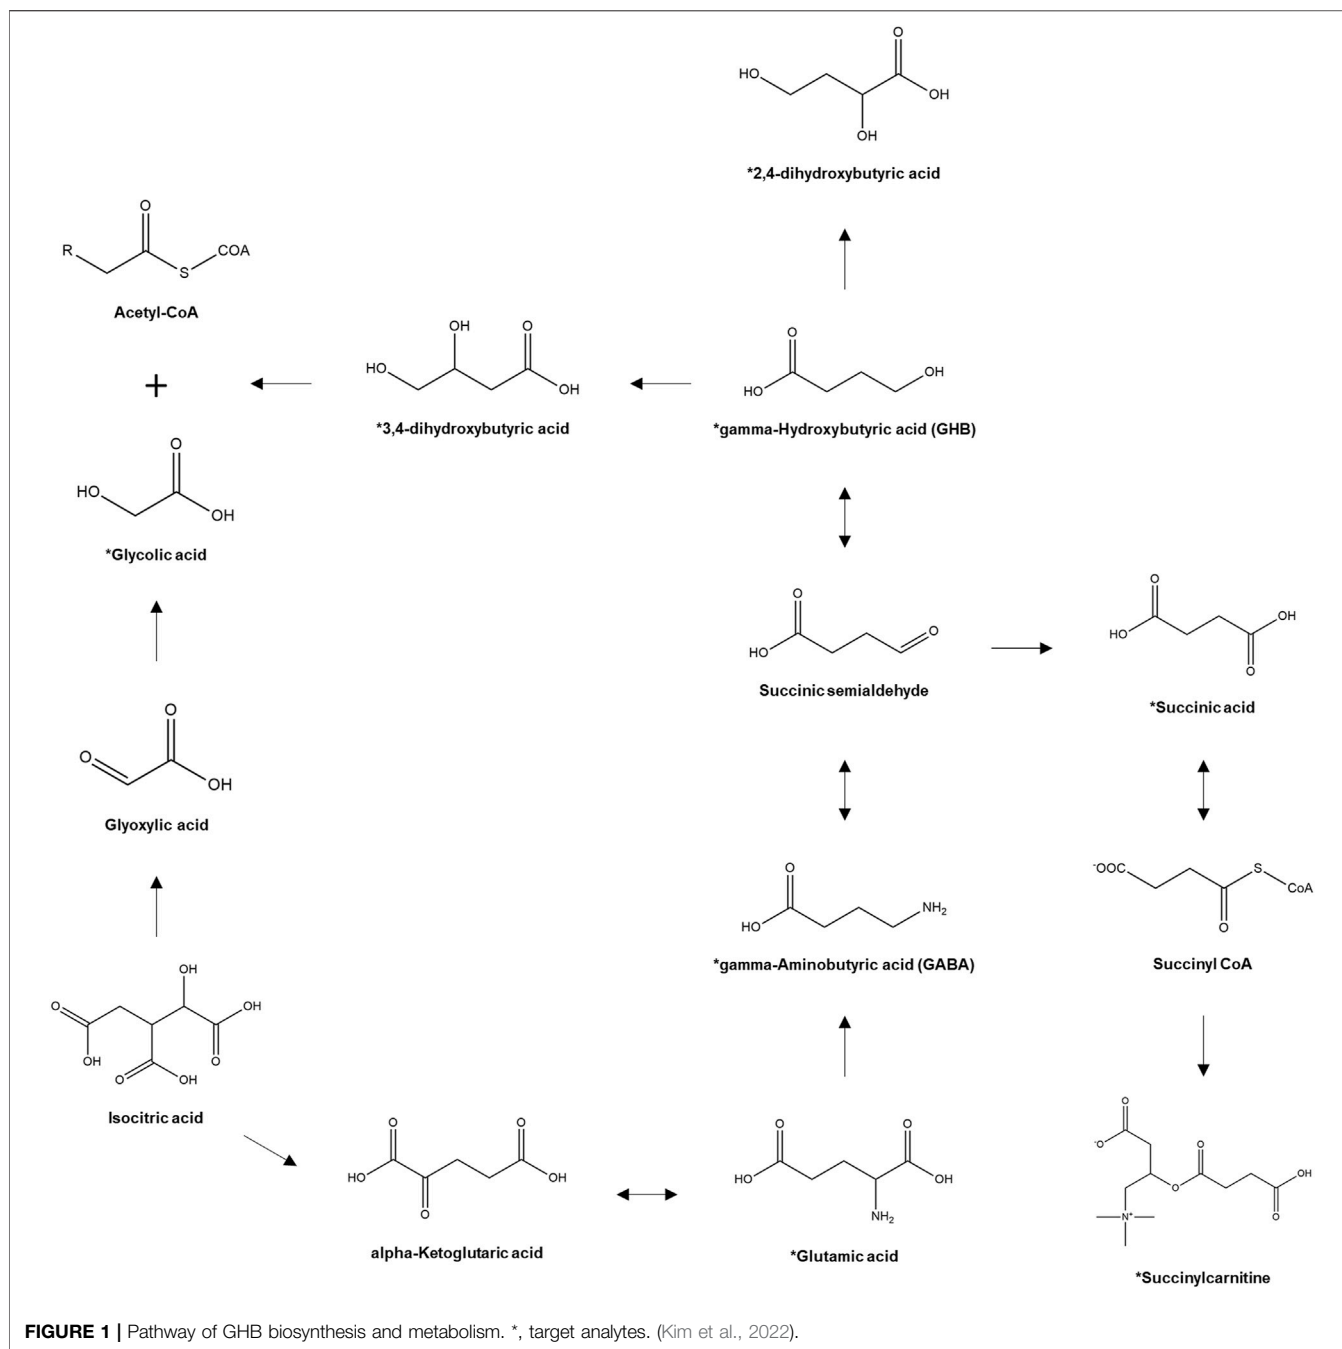 O
HO
OH
OH
*2,4-dihydroxybutyric acid
O
R
S
COA
Acetyl-CoA
+
OH
O
HO
OH
*3,4-dihydroxybutyric acid
O
HO
OH
*gamma-Hydroxybutyric acid (GHB)
O
HO
OH
*Glycolic acid
O
HO
O
Succinic semialdehyde
O
HO
OH
O
*Succinic acid
O
O
OH
Glyoxylic acid
O
HO
NH2
*gamma-Aminobutyric acid (GABA)
-OOC
S
CoA
O
Succinyl CoA
OH
O
OH
OH
O
O
OH
Isocitric acid
O
O
HO
OH
O
alpha-Ketoglutaric acid
O
O
HO
OH
NH2
*Glutamic acid
O
-O
O
O
OH
O
N+
*Succinylcarnitine
FIGURE 1 | Pathway of GHB biosynthesis and metabolism. *, target analytes. (Kim et al., 2022).